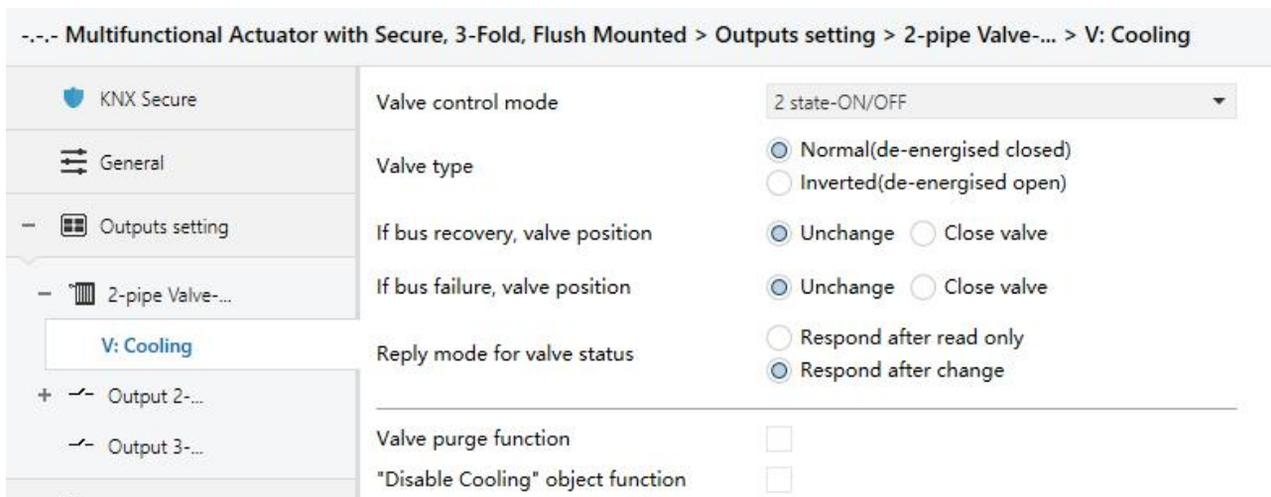 -.-.- Multifunctional Actuator with Secure, 3-Fold, Flush Mounted > Outputs setting > 2-pipe Valve-... > V: Cooling
KNX Secure
General
Outputs setting
2-pipe Valve-...
V: Cooling
Output 2-...
Output 3-...
Valve control mode
2 state-ON/OFF
Valve type
Normal(de-energised closed)
Inverted(de-energised open)
If bus recovery, valve position
Unchange Close valve
If bus failure, valve position
Unchange Close valve
Reply mode for valve status
Respond after read only
Respond after change
Valve purge function
"Disable Cooling" object function